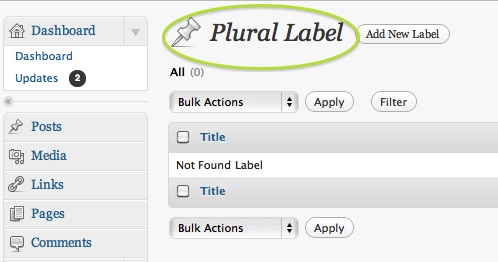 Dashboard
Dashboard
Updates 2
Posts
Media
Links
Pages
Comments
Plural Label Add New Label
All (0)
Bulk Actions Apply Filter
Title
Not Found Label
Title
Bulk Actions Apply